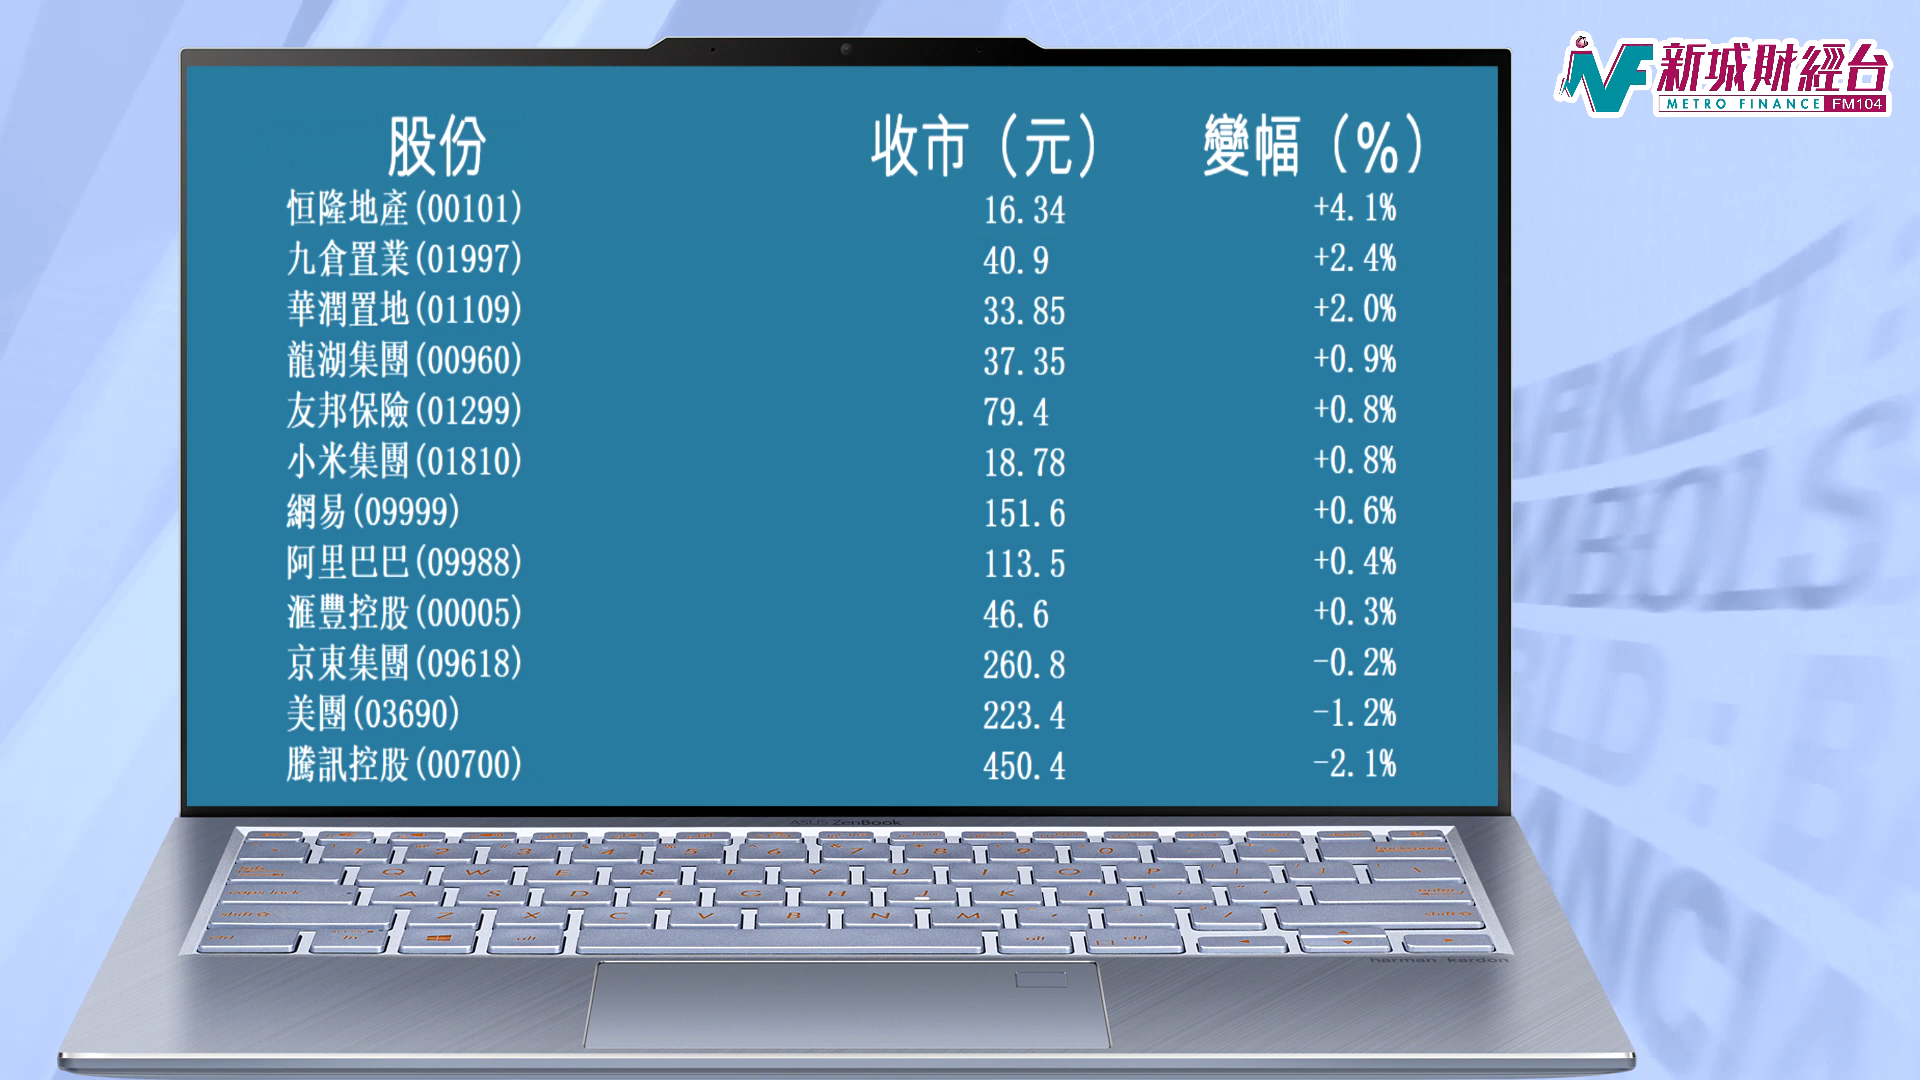 新城財經台
METRO FINANCE FM104
股份 收市（元） 變幅（%）
恒隆地產(00101) 16.34 +4.1%
九倉置業(01997) 40.9 +2.4%
華潤置地(01109) 33.85 +2.0%
龍湖集團(00960) 37.35 +0.9%
友邦保險(01299) 79.4 +0.8%
小米集團(01810) 18.78 +0.8%
網易(09999) 151.6 +0.6%
阿里巴巴(09988) 113.5 +0.4%
滙豐控股(00005) 46.6 +0.3%
京東集團(09618) 260.8 -0.2%
美團(03690) 223.4 -1.2%
騰訊控股(00700) 450.4 -2.1%
ASUS ZenBook
harman kardon